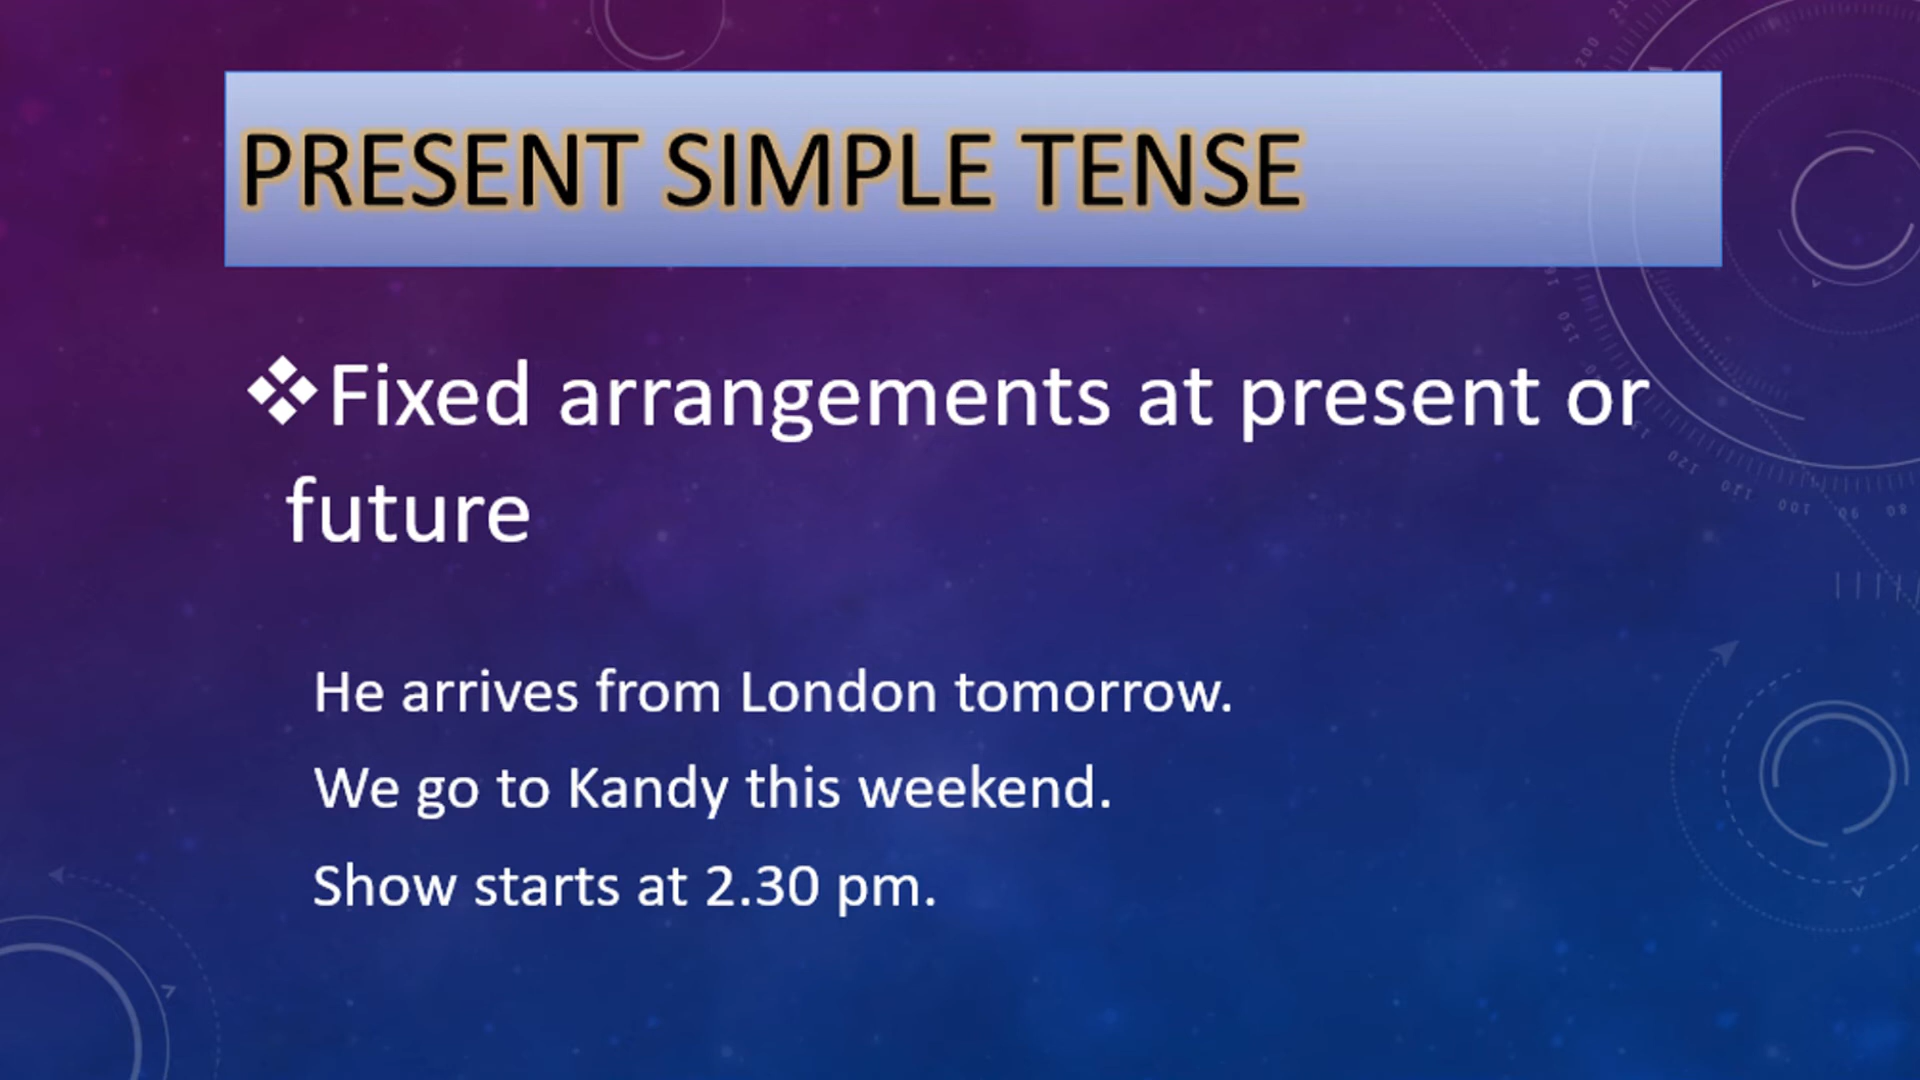 PRESENT SIMPLE TENSE
❖Fixed arrangements at present or
future
He arrives from London tomorrow.
We go to Kandy this weekend.
Show starts at 2.30 pm.